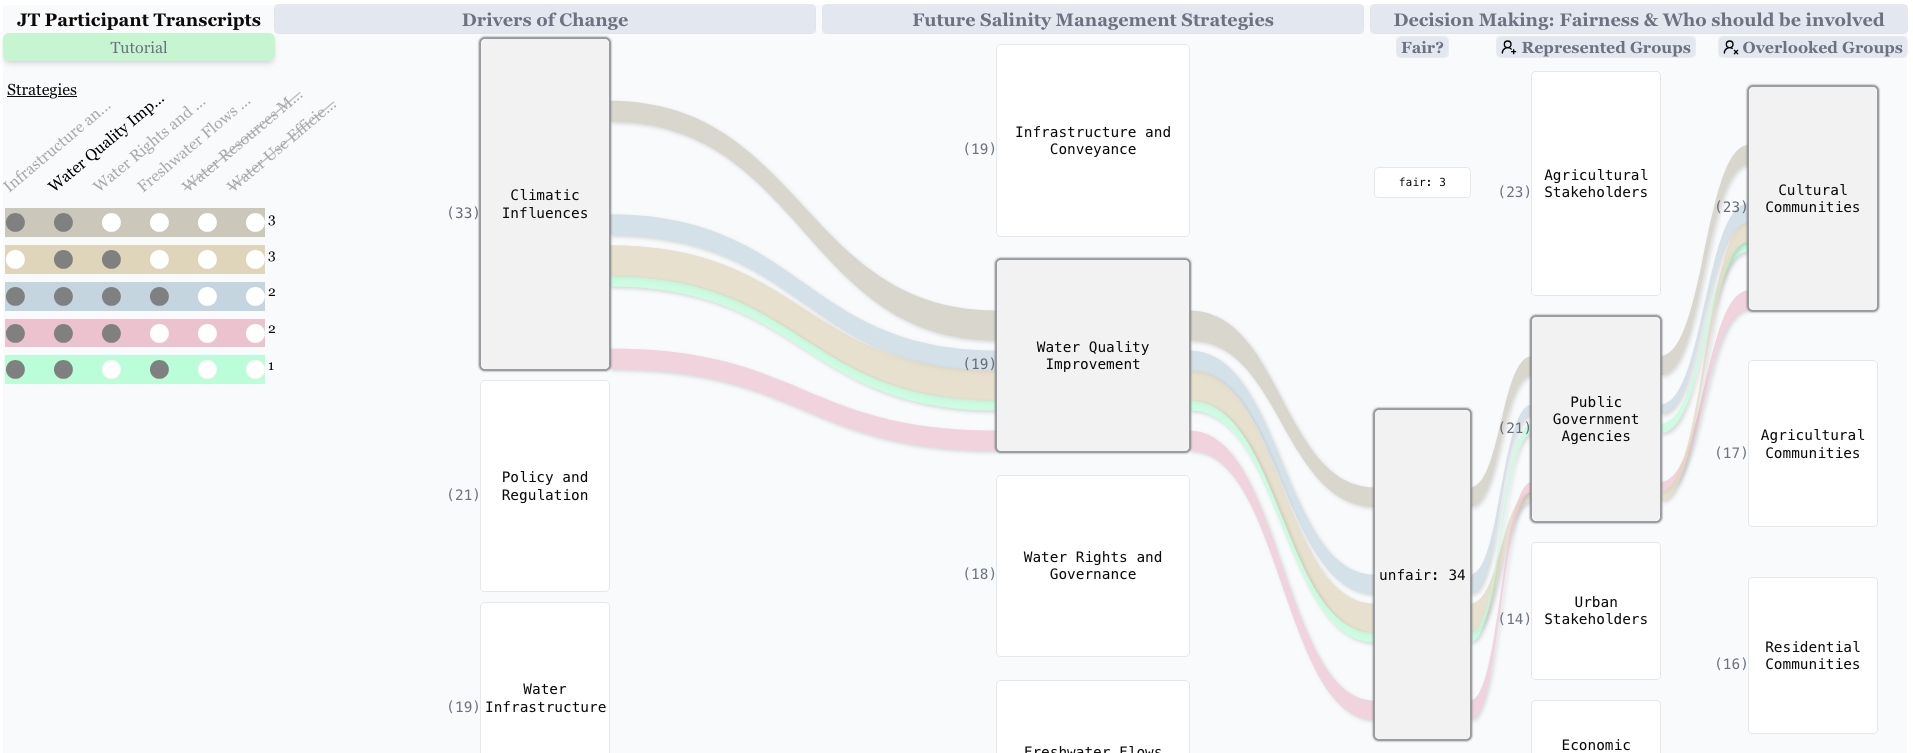 JT Participant Transcripts
Drivers of Change
Future Salinity Management Strategies
Decision Making: Fairness & Who should be involved
Tutorial
Fair?
Represented Groups
Overlooked Groups
Strategies
Infrastructure an...
Water Quality Imp...
Water Rights and ...
Freshwater Flows ...
Water Resources M...
Water Use Efficie...
3
3
2
2
1
(33)
Climatic
Influences
(21)
Policy and
Regulation
(19)
Water
Infrastructure
(19)
Infrastructure and
Conveyance
(19)
Water Quality
Improvement
(18)
Water Rights and
Governance
Freshwater Flows
fair: 3
unfair: 34
(23)
Agricultural
Stakeholders
(21)
Public
Government
Agencies
(14)
Urban
Stakeholders
Economic
(23)
Cultural
Communities
(17)
Agricultural
Communities
(16)
Residential
Communities